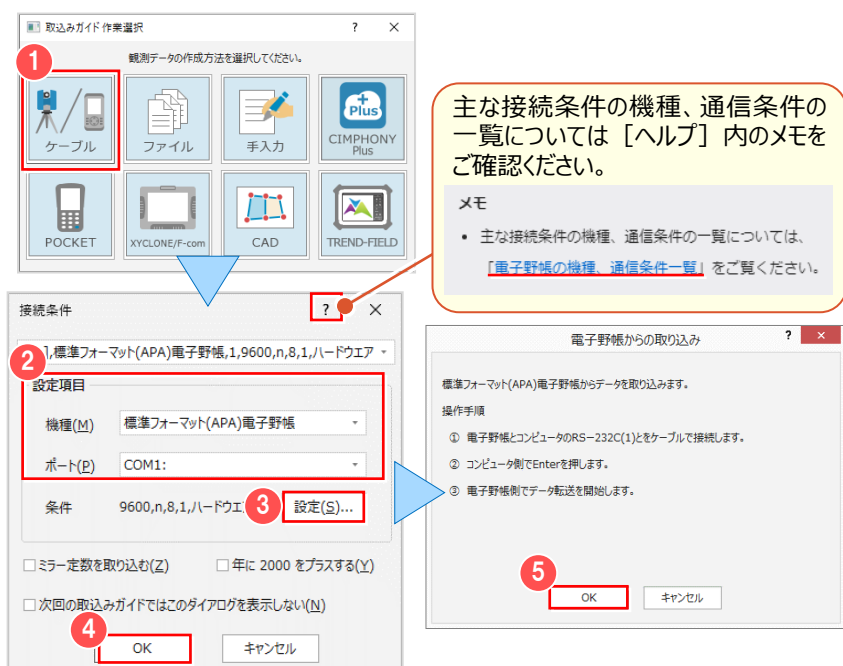 取込みガイド 作業選択
? ×
観測データの作成方法を選択してください。
1
ケーブル
ファイル
手入力
Plus
CIMPHONY
Plus
POCKET
XYCLONE/F-com
CAD
TREND-FIELD
主な接続条件の機種、通信条件の
一覧については［ヘルプ］内のメモを
ご確認ください。
メモ
• 主な接続条件の機種、通信条件の一覧については、
「電子野帳の機種、通信条件一覧」をご覧ください。
接続条件
? ×
],標準フォーマット(APA)電子野帳,1,9600,n,8,1,ハードウエア
2
設定項目
機種(M)
標準フォーマット(APA)電子野帳
ポート(P)
COM1:
条件
9600,n,8,1,ハードウエ
3
設定(S)...
ミラー定数を取り込む(Z)
年に 2000 をプラスする(Y)
次回の取込みガイドではこのダイアログを表示しない(N)
4
OK
キャンセル
電子野帳からの取り込み
? ×
標準フォーマット(APA)電子野帳からデータを取り込みます。
操作手順
① 電子野帳とコンピュータのRS-232C(1)とをケーブルで接続します。
② コンピュータ側でEnterを押します。
③ 電子野帳側でデータ転送を開始します。
5
OK
キャンセル